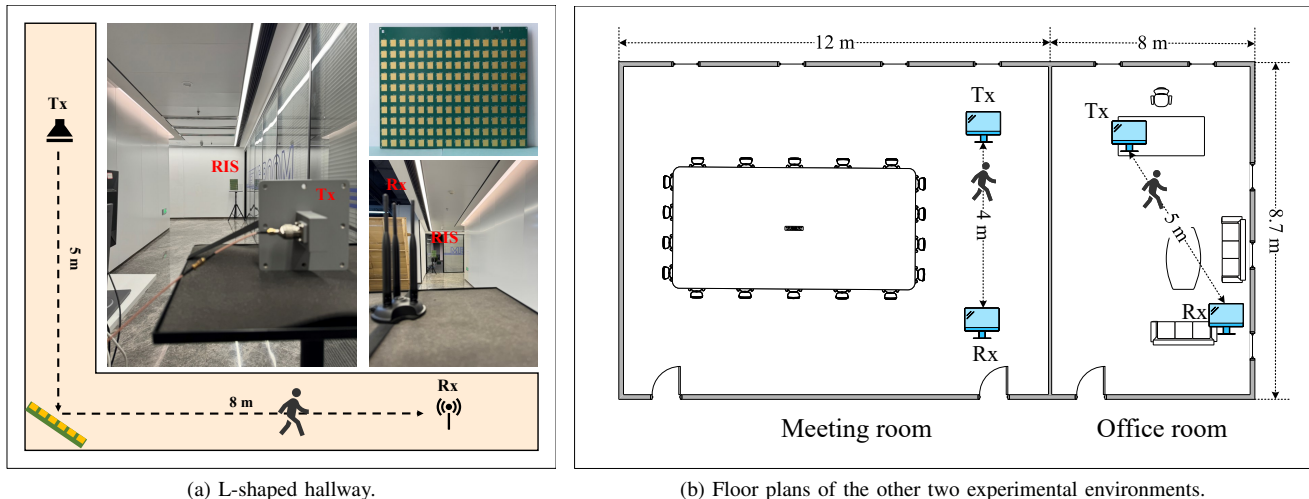 Tx
5 m
8 m
Rx
RIS
Tx
Rx
RIS
12 m
8 m
8.7 m
Tx
4 m
Rx
Tx
5 m
Rx
Meeting room
Office room
(a) L-shaped hallway.
(b) Floor plans of the other two experimental environments.